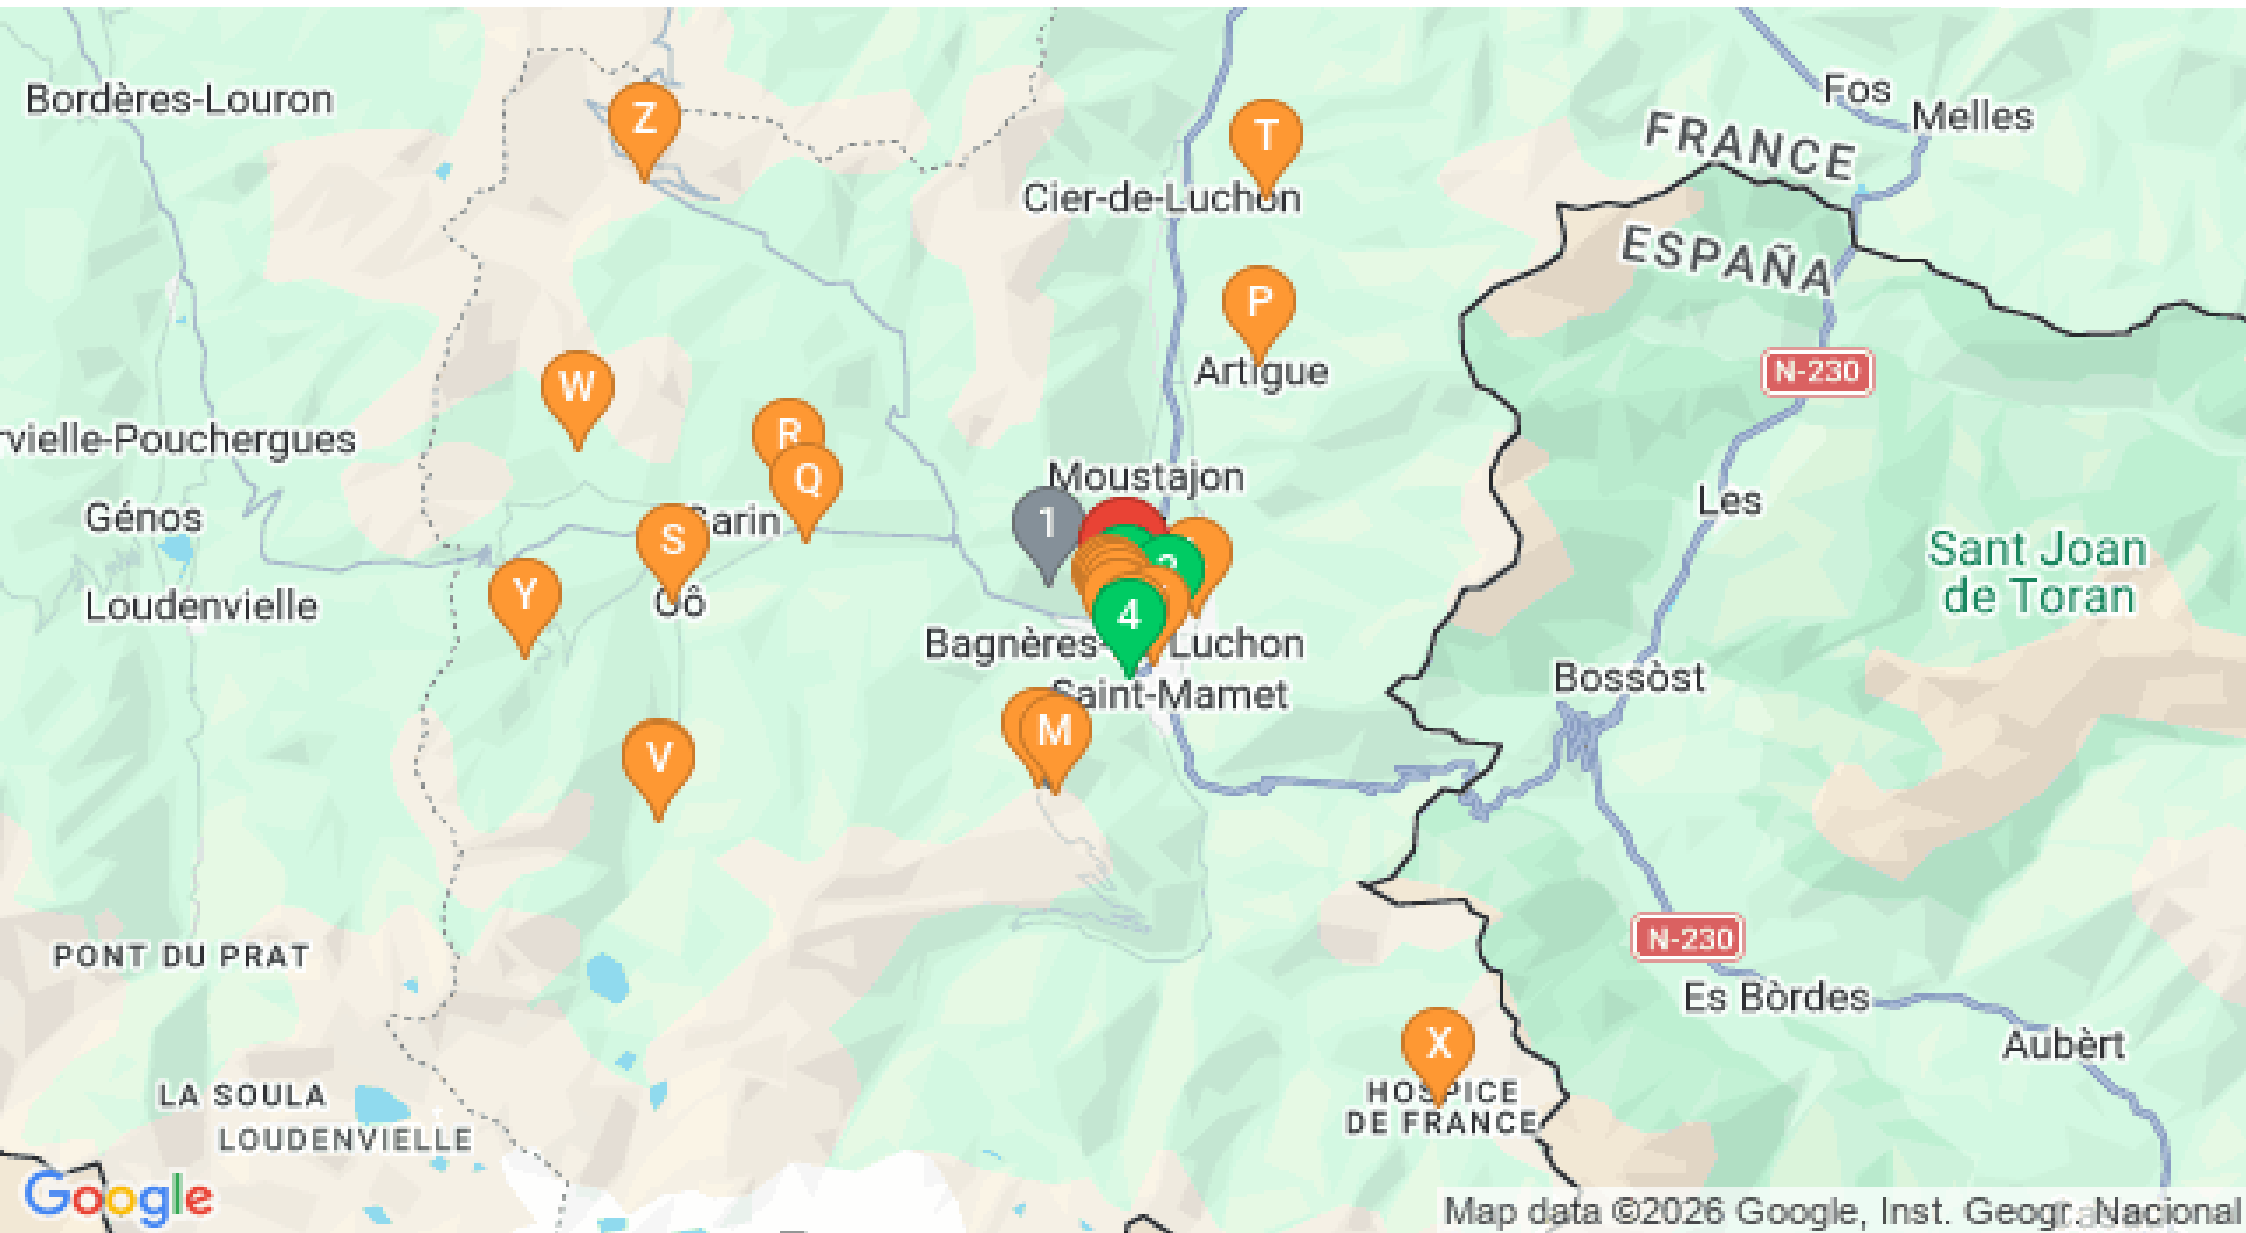 Bordères-Louron
Z
T
Fos
Melles
FRANCE
Cier-de-Luchon
ESPAÑA
P
Artigue
N-230
W
R
rvielle-Pouchergues
Q
Moustajon
Les
Génos
S
Garin
1
Sant Joan
de Toran
Y
Loudenvielle
Oô
4
Bagnères-
Luchon
Bossòst
Saint-Mamet
V
M
N-230
PONT DU PRAT
Es Bòrdes
X
Aubèrt
LA SOULA
HOSPICE
DE FRANCE
LOUDENVIELLE
Google
Map data ©2026 Google, Inst. Geogr. Nacional